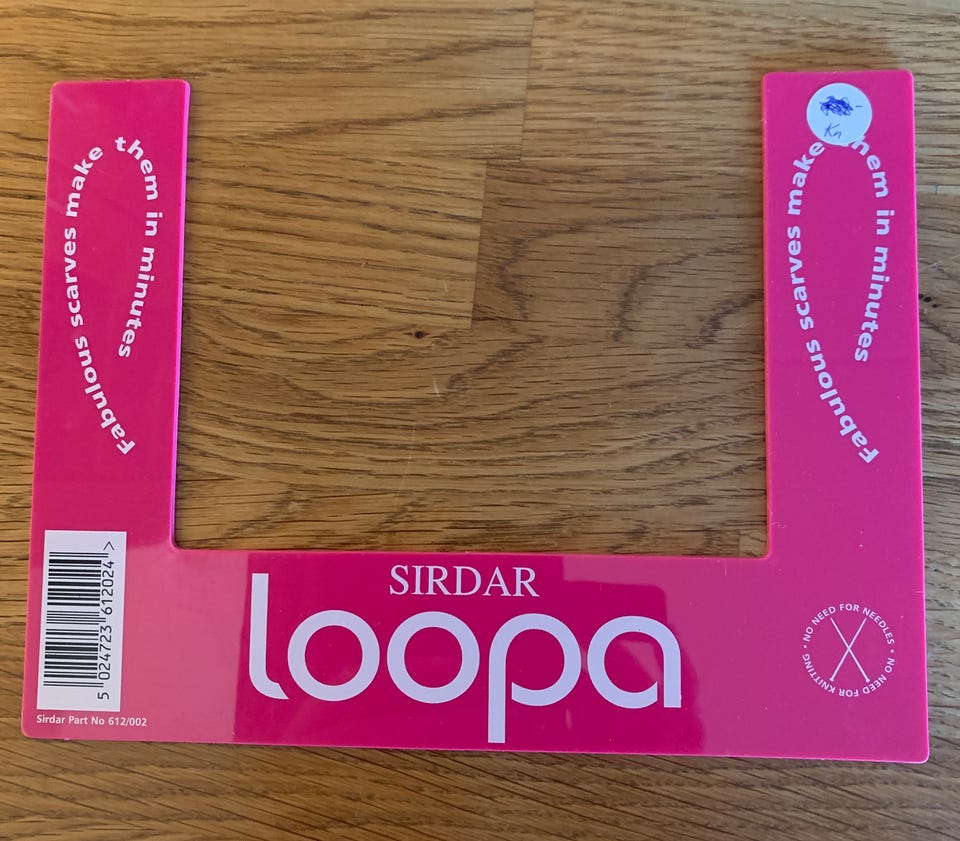 Fabulous scarves make them in minutes
Kn
Fabulous scarves make them in minutes
5 024723 612024 >
Sirdar Part No 612/002
SIRDAR
loopa
NO NEED FOR NEEDLES • NO NEED FOR KNITTING •